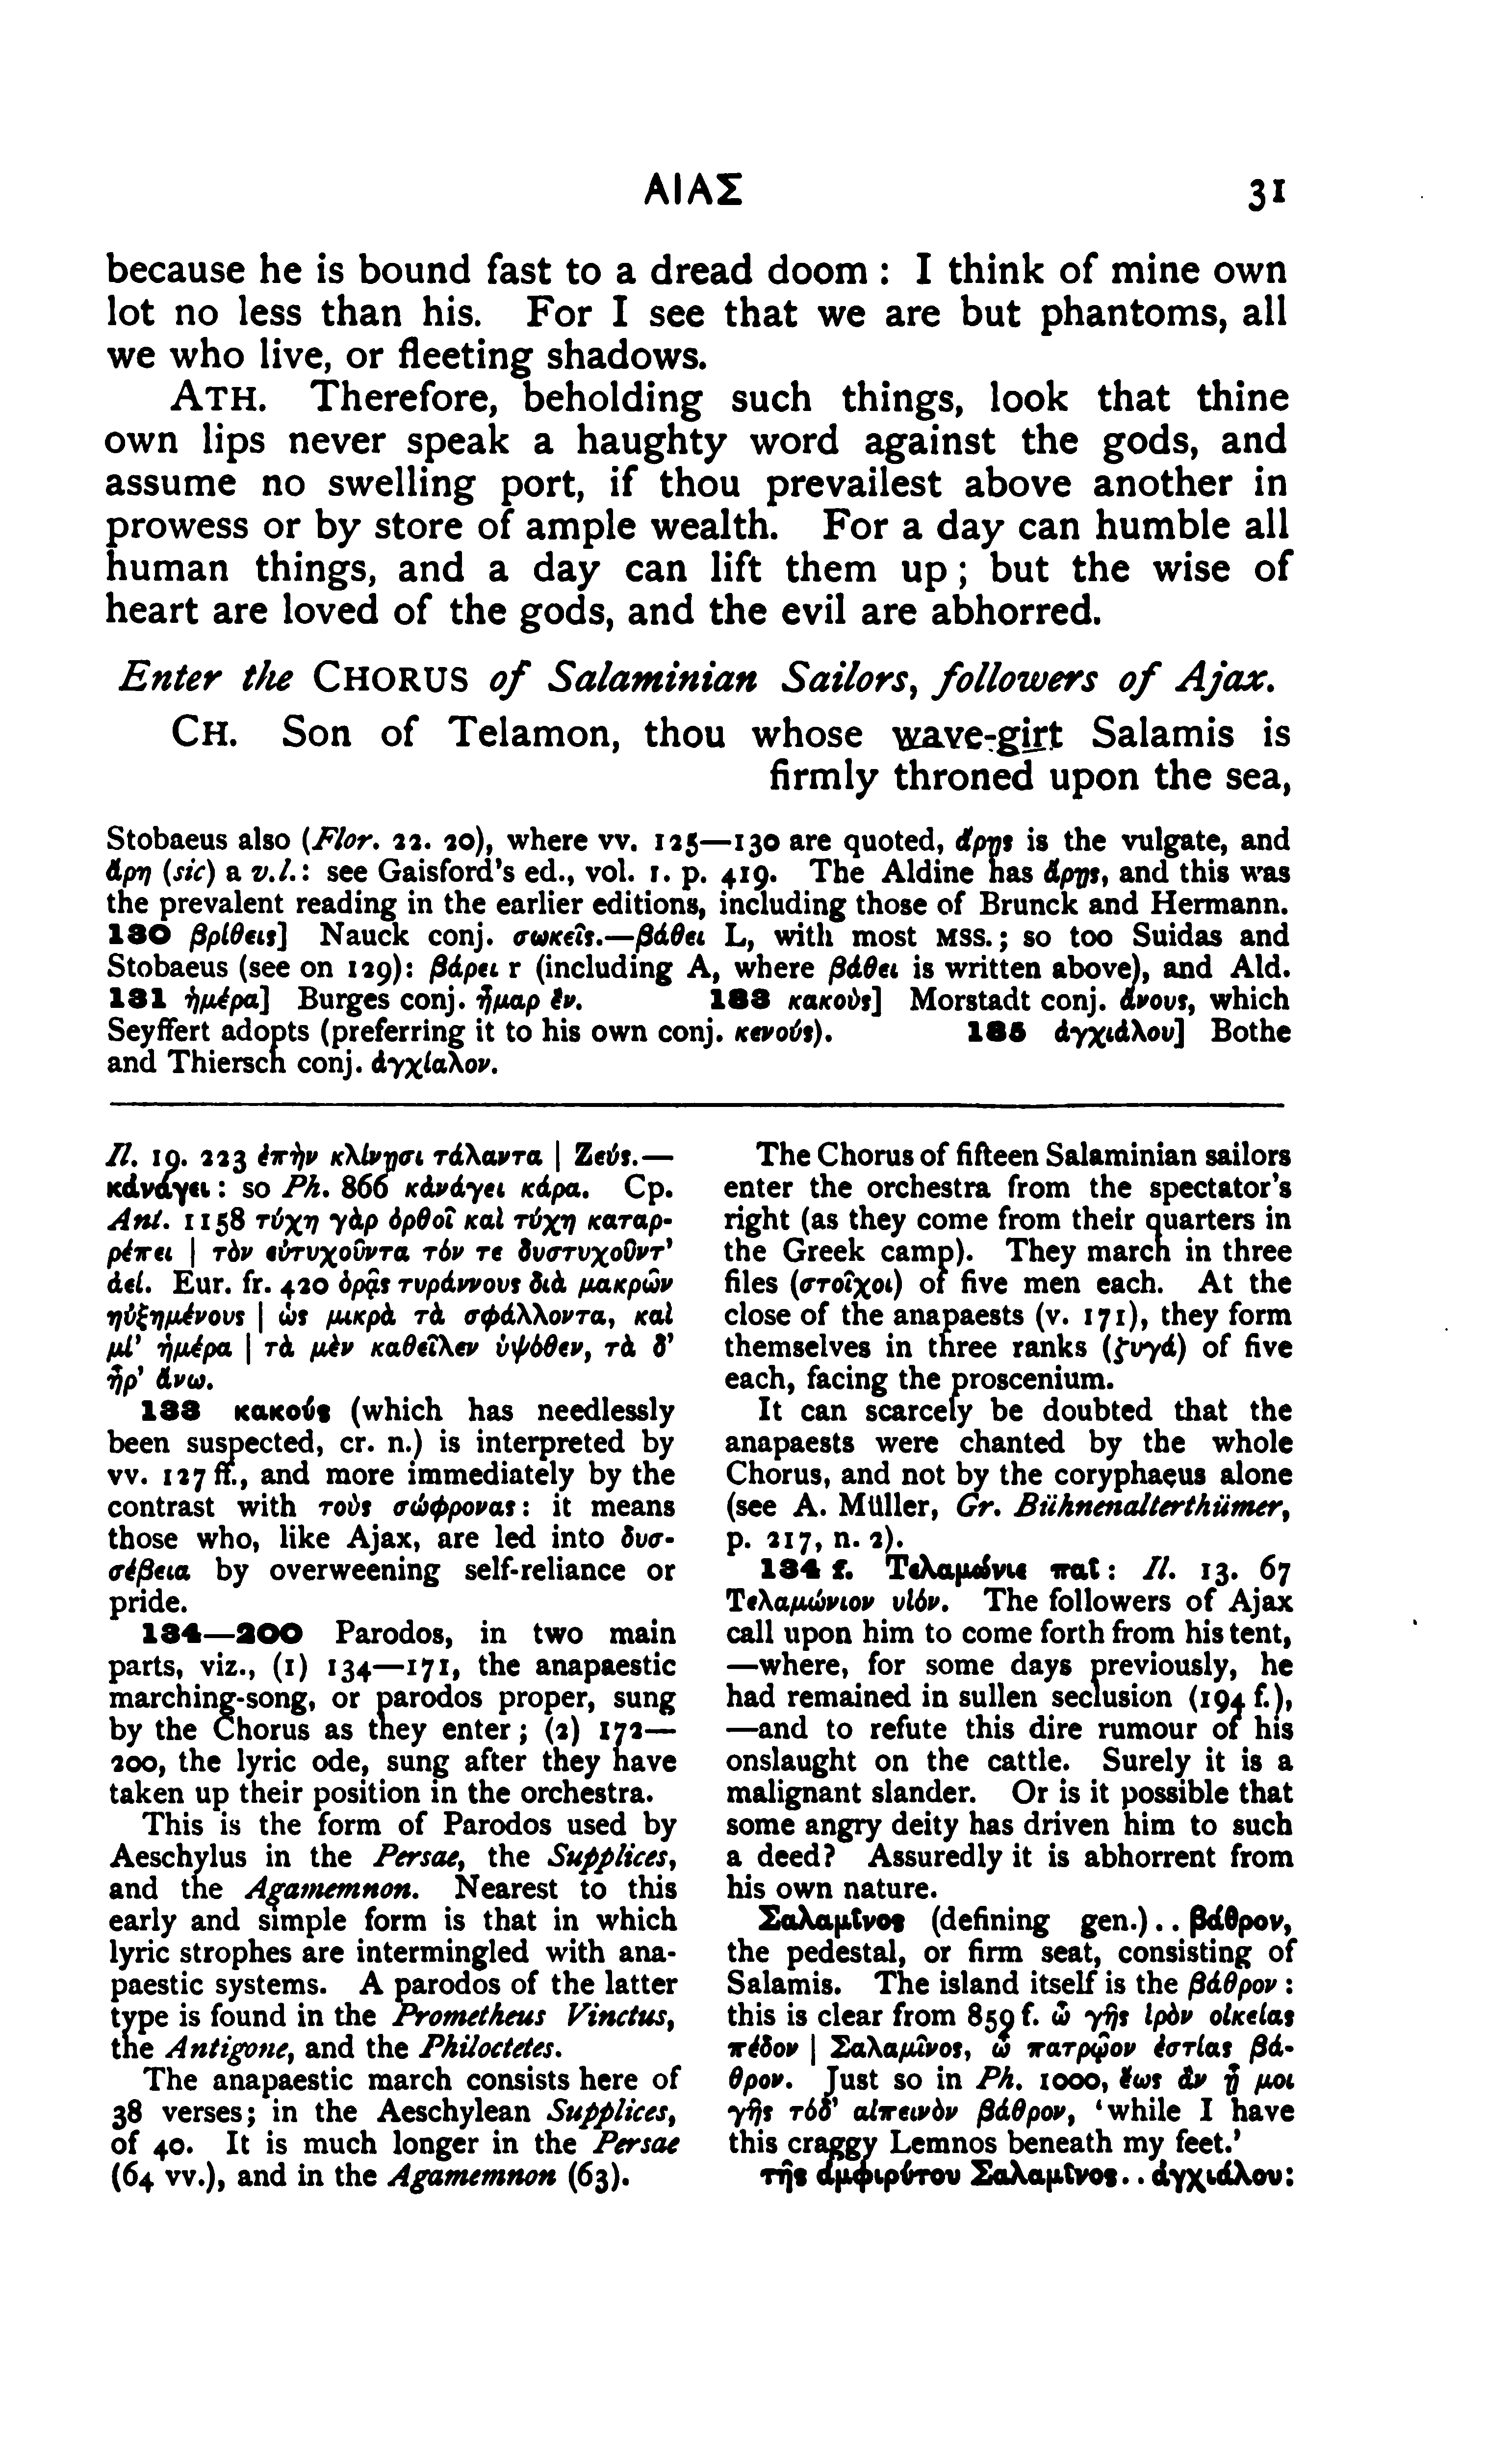 ΑΙΑΣ 31
because he is bound fast to a dread doom : I think of mine own
lot no less than his. For I see that we are but phantoms, all
we who live, or fleeting shadows.
ATH. Therefore, beholding such things, look that thine
own lips never speak a haughty word against the gods, and
assume no swelling port, if thou prevailest above another in
prowess or by store of ample wealth. For a day can humble all
human things, and a day can lift them up ; but the wise of
heart are loved of the gods, and the evil are abhorred.
Enter the CHORUS of Salaminian Sailors, followers of Ajax.
CH. Son of Telamon, thou whose wave-girt Salamis is
firmly throned upon the sea,
Stobaeus also (Flor. 22. 20), where vv. 125—130 are quoted, ἄρῃς is the vulgate, and
ἄρη (sic) a v.l.: see Gaisford's ed., vol. I. p. 419. The Aldine has ἄρῃς, and this was
the prevalent reading in the earlier editions, including those of Brunck and Hermann.
130 βρίθεις] Nauck conj. σωκεῖς.—βάθει L, with most MSS.; so too Suidas and
Stobaeus (see on 129): βάρει r (including A, where βάθει is written above), and Ald.
131 ἡμέρα] Burges conj. ἦμαρ ἕν. 133 κακοὺς] Morstadt conj. ἄνους, which
Seyffert adopts (preferring it to his own conj. κενούς). 135 ἀγχιάλου] Bothe
and Thiersch conj. ἀγχίαλον.
Il. 19. 223 ἐπὴν κλίνῃσι τάλαντα | Ζεύς.—
κἀνάγει : so Ph. 866 κἀνάγει κάρα. Cp.
Ant. 1158 τύχη γὰρ ὀρθοῖ καὶ τύχη καταρ-
ρέπει | τὸν εὐτυχοῦντα τόν τε δυστυχοῦντ'
ἀεί. Eur. fr. 420 ὁρᾷς τυράννους διὰ μακρῶν
ηὐξημένους | ὡς μικρὰ τὰ σφάλλοντα, καὶ
μί' ἡμέρα | τὰ μὲν καθεῖλεν ὑψόθεν, τὰ δ'
ἦρ' ἄνω.
133 κακούς (which has needlessly
been suspected, cr. n.) is interpreted by
vv. 127 ff., and more immediately by the
contrast with τοὺς σώφρονας: it means
those who, like Ajax, are led into δυσ-
σέβεια by overweening self-reliance or
pride.
134—200 Parodos, in two main
parts, viz., (1) 134—171, the anapaestic
marching-song, or parodos proper, sung
by the Chorus as they enter ; (2) 172—
200, the lyric ode, sung after they have
taken up their position in the orchestra.
This is the form of Parodos used by
Aeschylus in the Persae, the Supplices,
and the Agamemnon. Nearest to this
early and simple form is that in which
lyric strophes are intermingled with ana-
paestic systems. A parodos of the latter
type is found in the Prometheus Vinctus,
the Antigone, and the Philoctetes.
The anapaestic march consists here of
38 verses; in the Aeschylean Supplices,
of 40. It is much longer in the Persae
(64 vv.), and in the Agamemnon (63).
The Chorus of fifteen Salaminian sailors
enter the orchestra from the spectator's
right (as they come from their quarters in
the Greek camp). They march in three
files (στοῖχοι) of five men each. At the
close of the anapaests (v. 171), they form
themselves in three ranks (ζυγά) of five
each, facing the proscenium.
It can scarcely be doubted that the
anapaests were chanted by the whole
Chorus, and not by the coryphaeus alone
(see A. Müller, Gr. Bühnenalterthümer,
p. 217, n. 2).
134 f. Τελαμώνιε παῖ : Il. 13. 67
Τελαμώνιον υἱόν. The followers of Ajax
call upon him to come forth from his tent,
—where, for some days previously, he
had remained in sullen seclusion (194 f.),
—and to refute this dire rumour of his
onslaught on the cattle. Surely it is a
malignant slander. Or is it possible that
some angry deity has driven him to such
a deed? Assuredly it is abhorrent from
his own nature.
Σαλαμῖνος (defining gen.) . . βάθρον,
the pedestal, or firm seat, consisting of
Salamis. The island itself is the βάθρον :
this is clear from 859 f. ὦ γῆς ἱρὸν οἰκείας
πέδον | Σαλαμῖνος, ὦ πατρῷον ἑστίας βά-
θρον. Just so in Ph. 1000, ἕως ἂν ᾖ μοι
γῆς τόδ' αἰπεινὸν βάθρον, 'while I have
this craggy Lemnos beneath my feet.'
τῆς ἀμφιρύτου Σαλαμῖνος . . ἀγχιάλου: